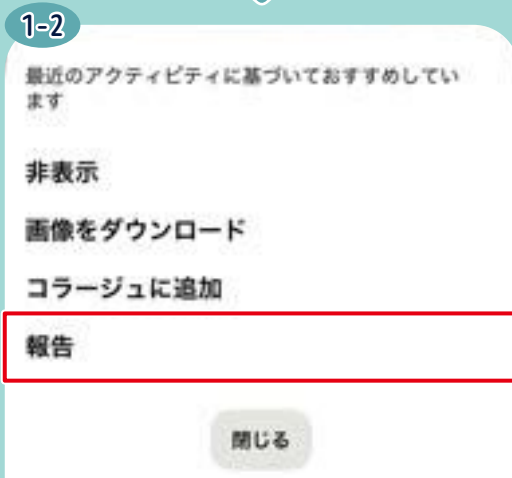 1-2
最近のアクティビティに基づいておすすめしてい
ます
非表示
画像をダウンロード
コラージュに追加
報告
閉じる